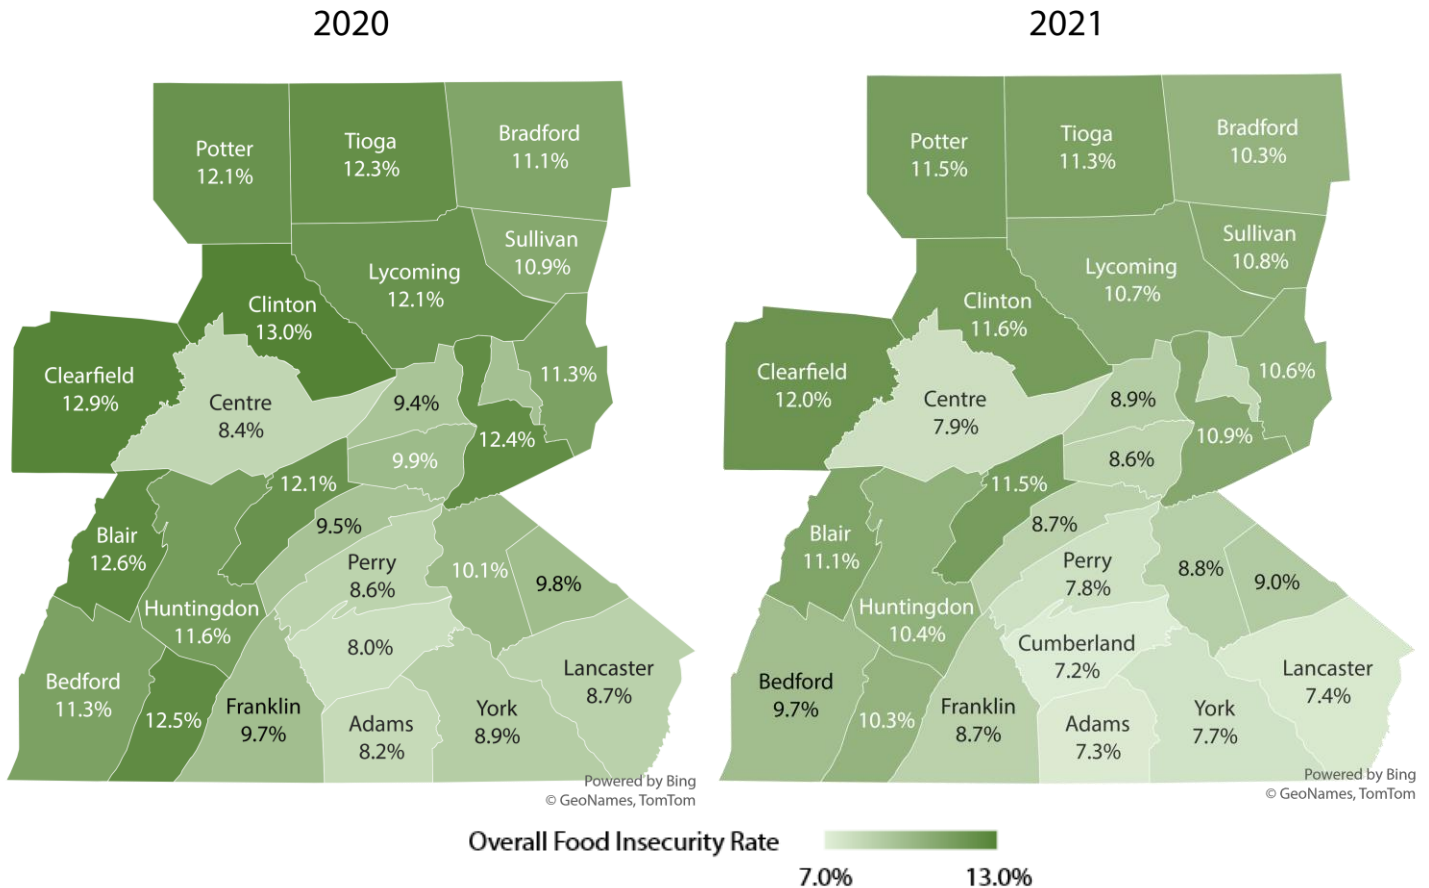 2020
Potter
12.1%
Tioga
12.3%
Bradford
11.1%
Sullivan
10.9%
Lycoming
12.1%
Clinton
13.0%
Clearfield
12.9%
Centre
8.4%
9.4%
11.3%
12.4%
9.9%
12.1%
9.5%
Blair
12.6%
Perry
8.6%
10.1%
9.8%
Huntingdon
11.6%
8.0%
Bedford
11.3%
12.5%
Franklin
9.7%
Adams
8.2%
York
8.9%
Lancaster
8.7%
Powered by Bing
© GeoNames, TomTom
2021
Potter
11.5%
Tioga
11.3%
Bradford
10.3%
Sullivan
10.8%
Lycoming
10.7%
Clinton
11.6%
Clearfield
12.0%
Centre
7.9%
8.9%
10.6%
10.9%
8.6%
11.5%
8.7%
Blair
11.1%
Perry
7.8%
8.8%
9.0%
Huntingdon
10.4%
Cumberland
7.2%
Bedford
9.7%
10.3%
Franklin
8.7%
Adams
7.3%
York
7.7%
Lancaster
7.4%
Powered by Bing
© GeoNames, TomTom
Overall Food Insecurity Rate
7.0% 13.0%